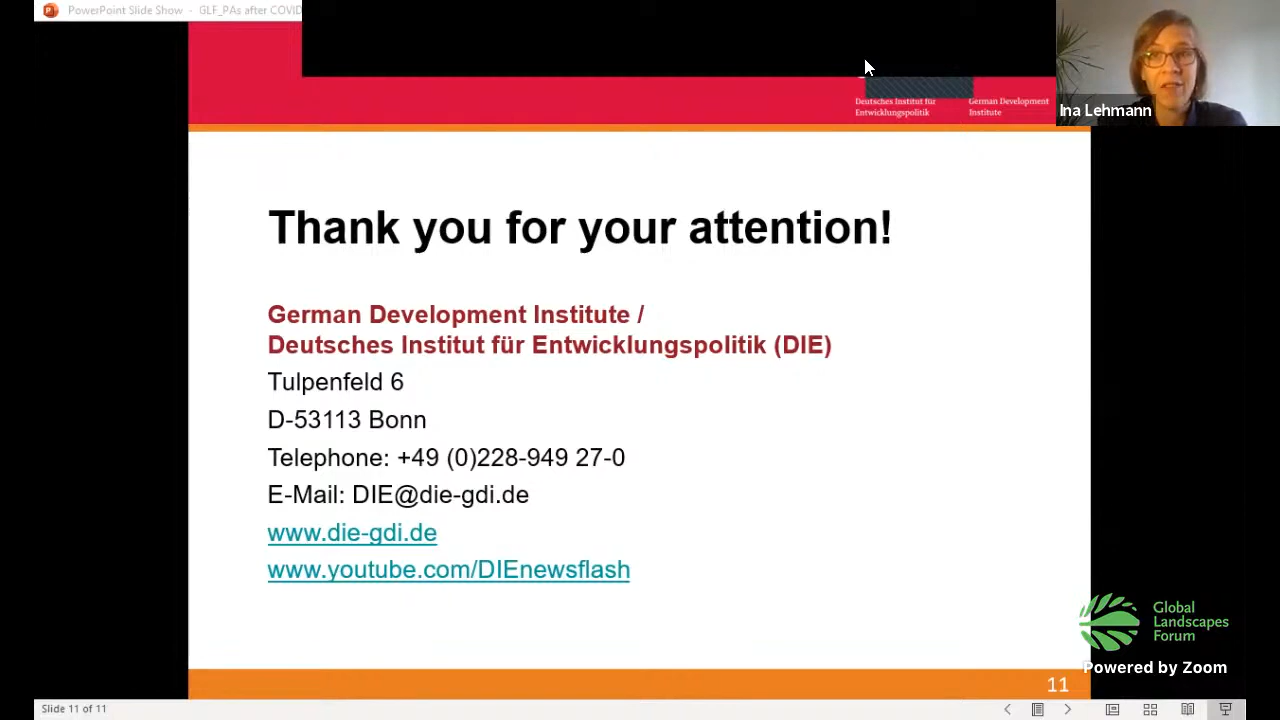 PowerPoint Slide Show - GLF_PAs after COVID
Deutsches Institut für
Entwicklungspolitik
German Development
Institute
Ina Lehmann
Thank you for your attention!
German Development Institute /
Deutsches Institut für Entwicklungspolitik (DIE)
Tulpenfeld 6
D-53113 Bonn
Telephone: +49 (0)228-949 27-0
E-Mail: DIE@die-gdi.de
www.die-gdi.de
www.youtube.com/DIEnewsflash
Global
Landscapes
Forum
Powered by Zoom
11
Slide 11 of 11